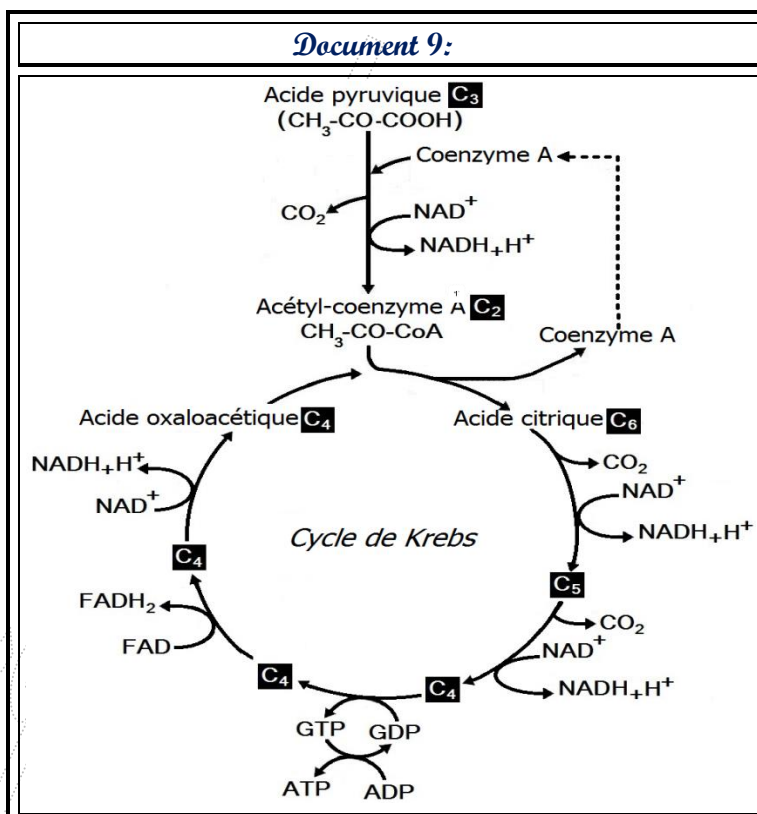 Document 9:
Acide pyruvique C₃
(CH₃-CO-COOH)
Coenzyme A
CO₂
NAD⁺
NADH+H⁺
Acétyl-coenzyme A C₂
CH₃-CO-CoA
Coenzyme A
Acide oxaloacétique C₄
Acide citrique C₆
NADH+H⁺
CO₂
NAD⁺
NAD⁺
NADH+H⁺
Cycle de Krebs
C₄
C₅
FADH₂
CO₂
FAD
NAD⁺
C₄
C₄
NADH+H⁺
GTP
GDP
ATP
ADP